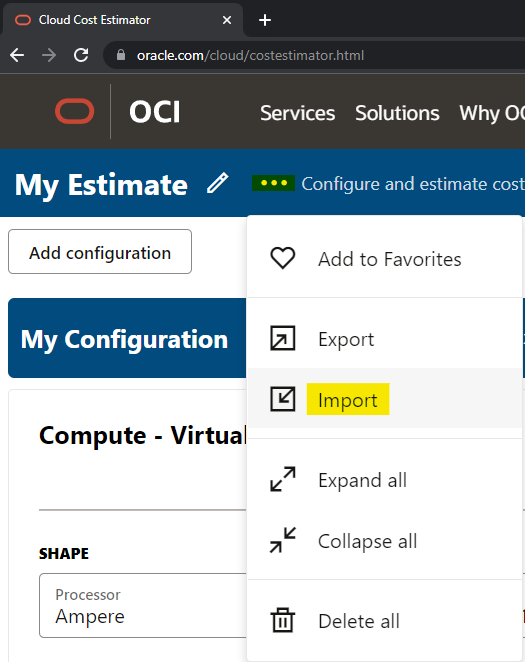 Cloud Cost Estimator
oracle.com/cloud/costestimator.html
OCI
Services Solutions Why OC
My Estimate
Configure and estimate cost
Add configuration
Add to Favorites
My Configuration
Export
Import
Compute - Virtual
Expand all
Collapse all
SHAPE
Processor
Ampere
Delete all